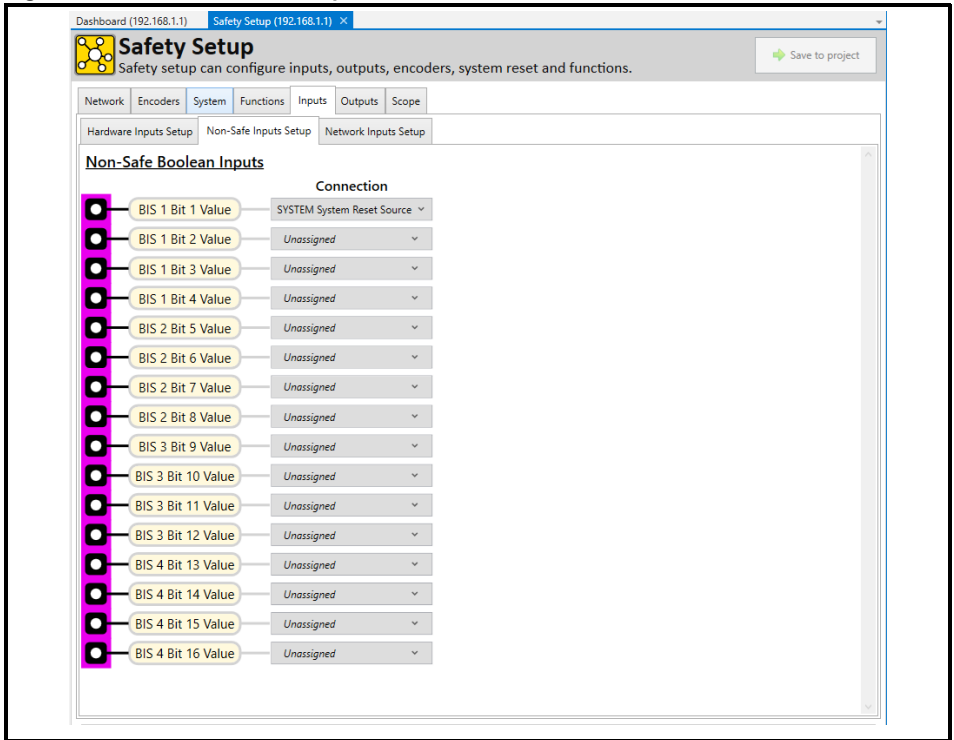 Dashboard (192.168.1.1) Safety Setup (192.168.1.1) ×
Safety Setup
Safety setup can configure inputs, outputs, encoders, system reset and functions.
Save to project
Network Encoders System Functions Inputs Outputs Scope
Hardware Inputs Setup Non-Safe Inputs Setup Network Inputs Setup
Non-Safe Boolean Inputs
Connection
BIS 1 Bit 1 Value SYSTEM System Reset Source
BIS 1 Bit 2 Value Unassigned
BIS 1 Bit 3 Value Unassigned
BIS 1 Bit 4 Value Unassigned
BIS 2 Bit 5 Value Unassigned
BIS 2 Bit 6 Value Unassigned
BIS 2 Bit 7 Value Unassigned
BIS 2 Bit 8 Value Unassigned
BIS 3 Bit 9 Value Unassigned
BIS 3 Bit 10 Value Unassigned
BIS 3 Bit 11 Value Unassigned
BIS 3 Bit 12 Value Unassigned
BIS 4 Bit 13 Value Unassigned
BIS 4 Bit 14 Value Unassigned
BIS 4 Bit 15 Value Unassigned
BIS 4 Bit 16 Value Unassigned